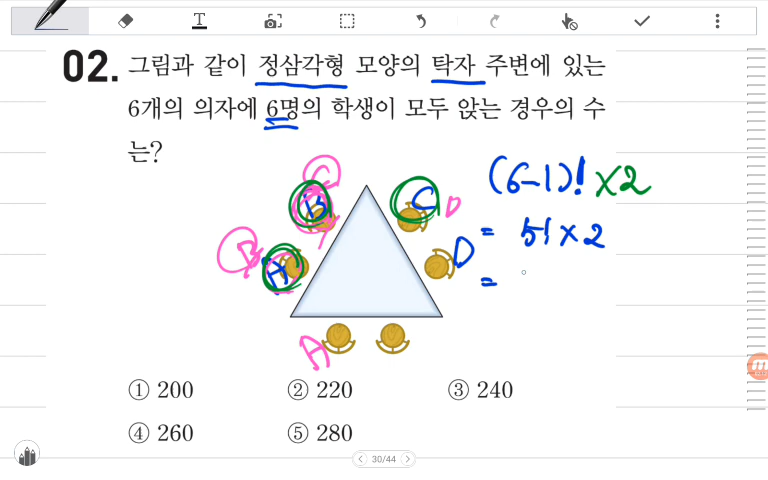 T
02. 그림과 같이 정삼각형 모양의 탁자 주변에 있는
6개의 의자에 6명의 학생이 모두 앉는 경우의 수
는?
(6-1)! ×2
= 5! × 2
=
C
B C D
B A D
A
① 200 ② 220 ③ 240
④ 260 ⑤ 280
30/44